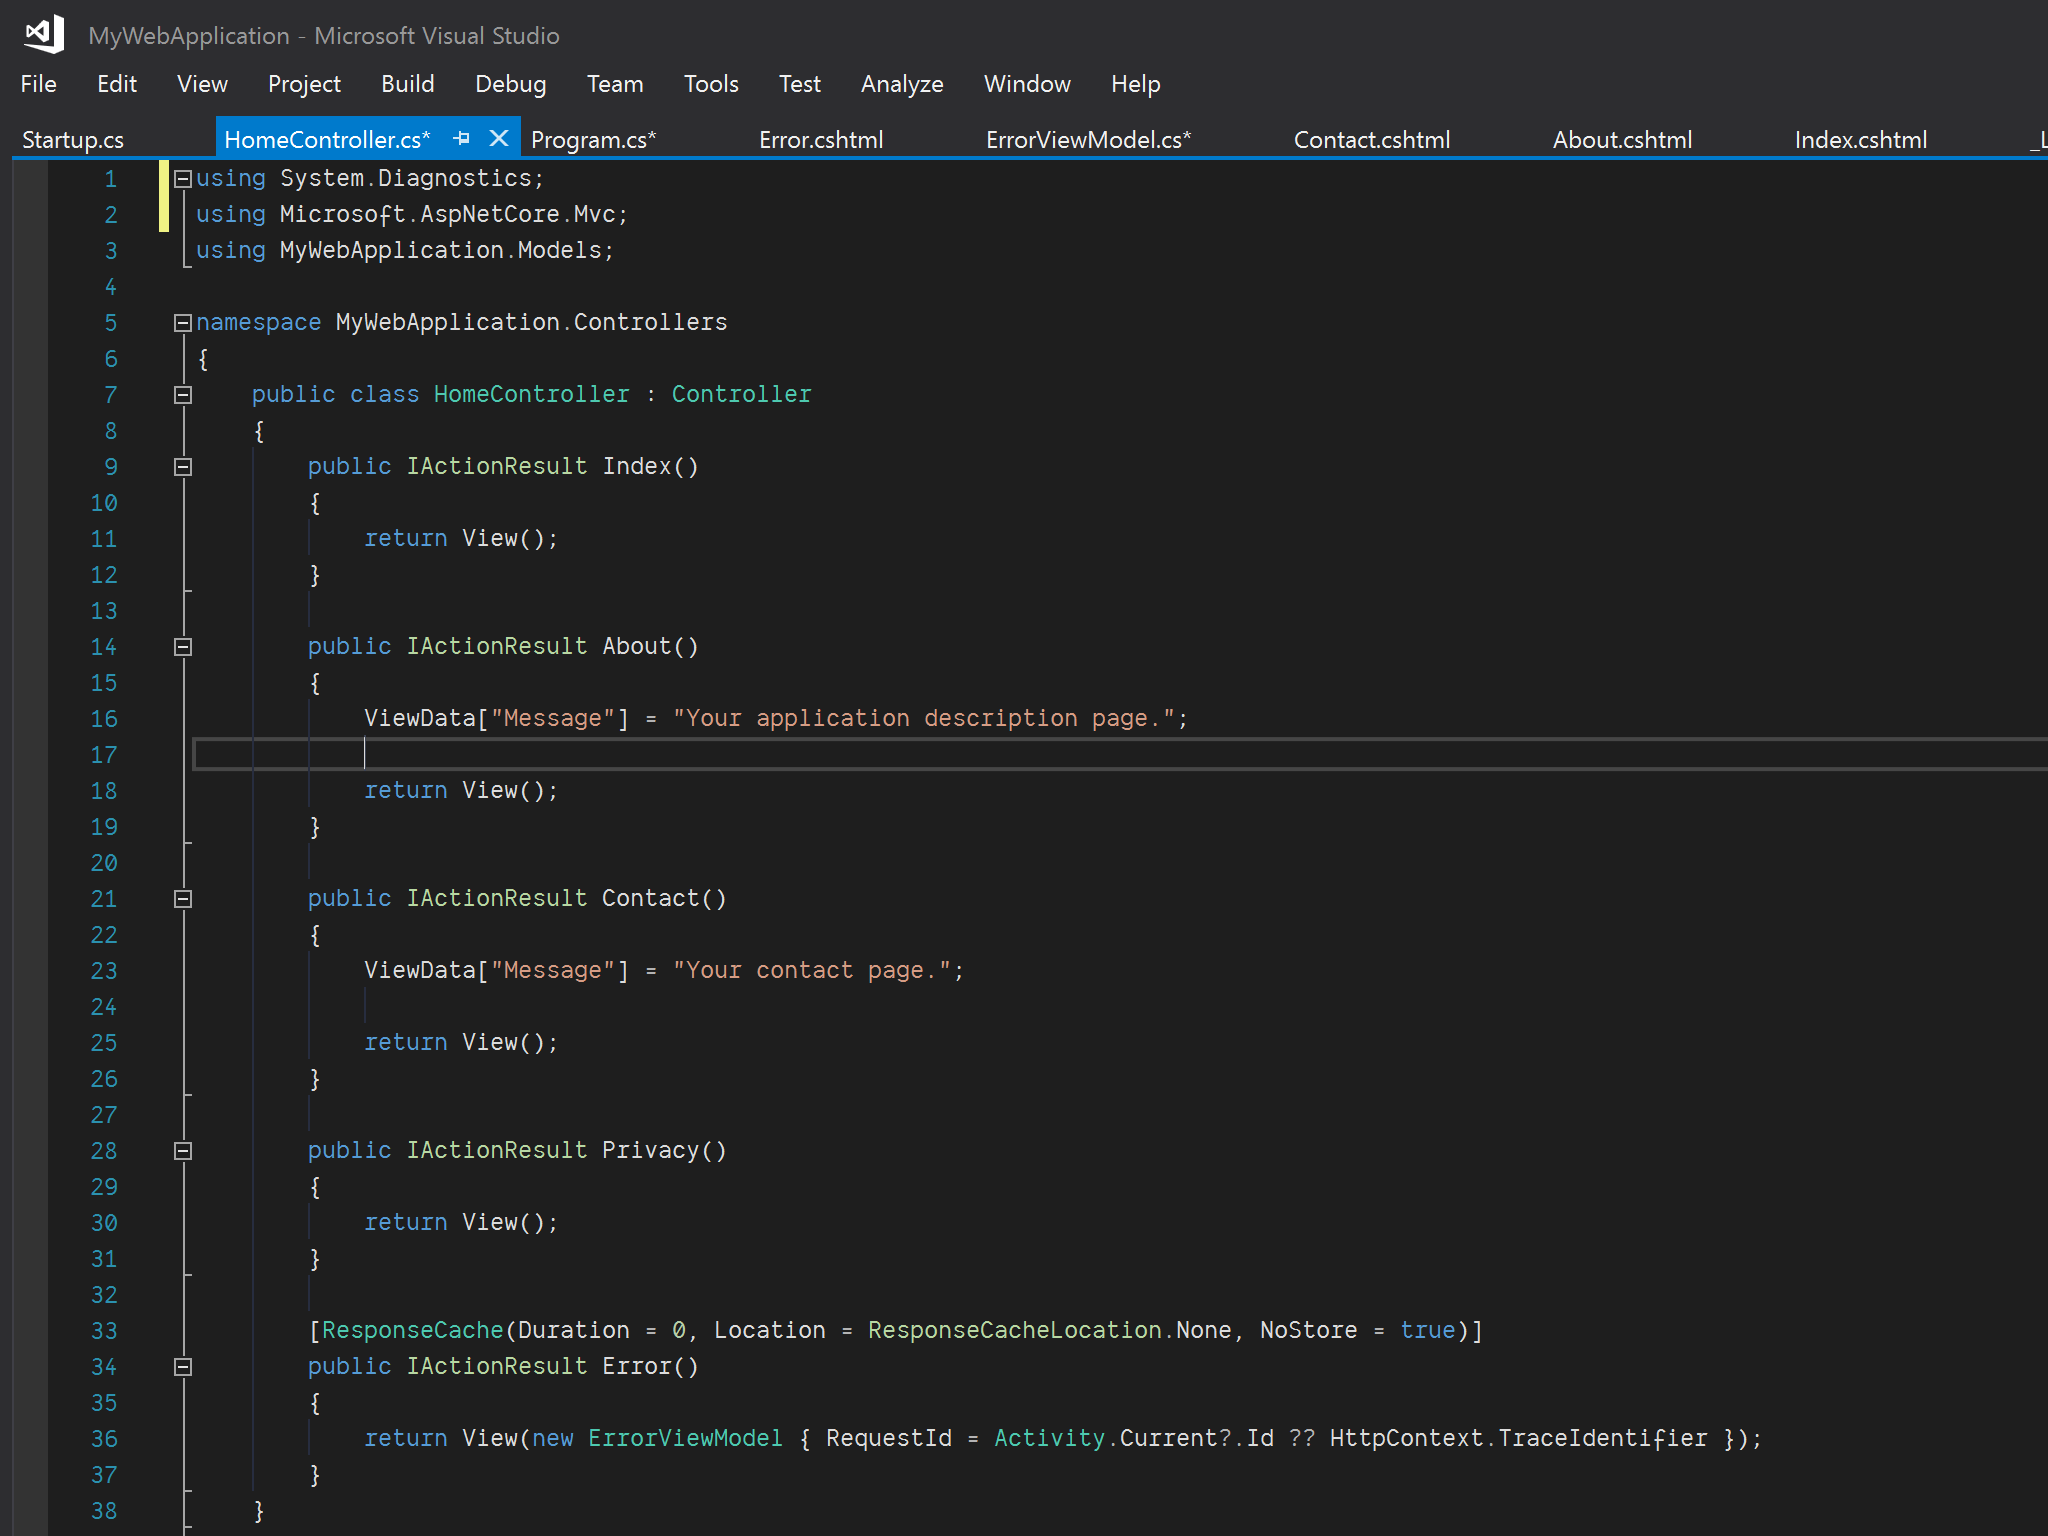 MyWebApplication - Microsoft Visual Studio
File Edit View Project Build Debug Team Tools Test Analyze Window Help
Startup.cs HomeController.cs* Program.cs* Error.cshtml ErrorViewModel.cs* Contact.cshtml About.cshtml Index.cshtml
1 using System.Diagnostics;
2 using Microsoft.AspNetCore.Mvc;
3 using MyWebApplication.Models;
4
5 namespace MyWebApplication.Controllers
6 {
7 public class HomeController : Controller
8 {
9 public IActionResult Index()
10 {
11 return View();
12 }
13
14 public IActionResult About()
15 {
16 ViewData["Message"] = "Your application description page.";
17
18 return View();
19 }
20
21 public IActionResult Contact()
22 {
23 ViewData["Message"] = "Your contact page.";
24
25 return View();
26 }
27
28 public IActionResult Privacy()
29 {
30 return View();
31 }
32
33 [ResponseCache(Duration = 0, Location = ResponseCacheLocation.None, NoStore = true)]
34 public IActionResult Error()
35 {
36 return View(new ErrorViewModel { RequestId = Activity.Current?.Id ?? HttpContext.TraceIdentifier });
37 }
38 }